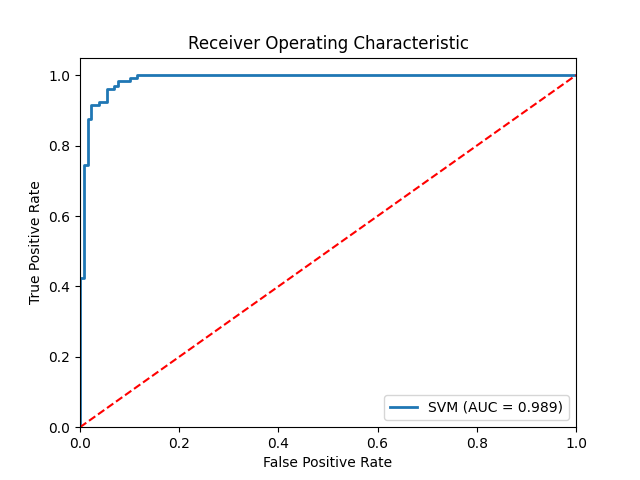 Receiver Operating Characteristic
1.0
0.8
0.6
0.4
0.2
0.0
True Positive Rate
SVM (AUC = 0.989)
0.0 0.2 0.4 0.6 0.8 1.0
False Positive Rate